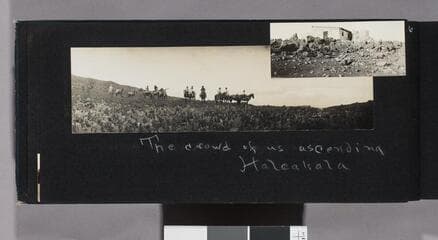 The crowd of us ascending
Haleakala